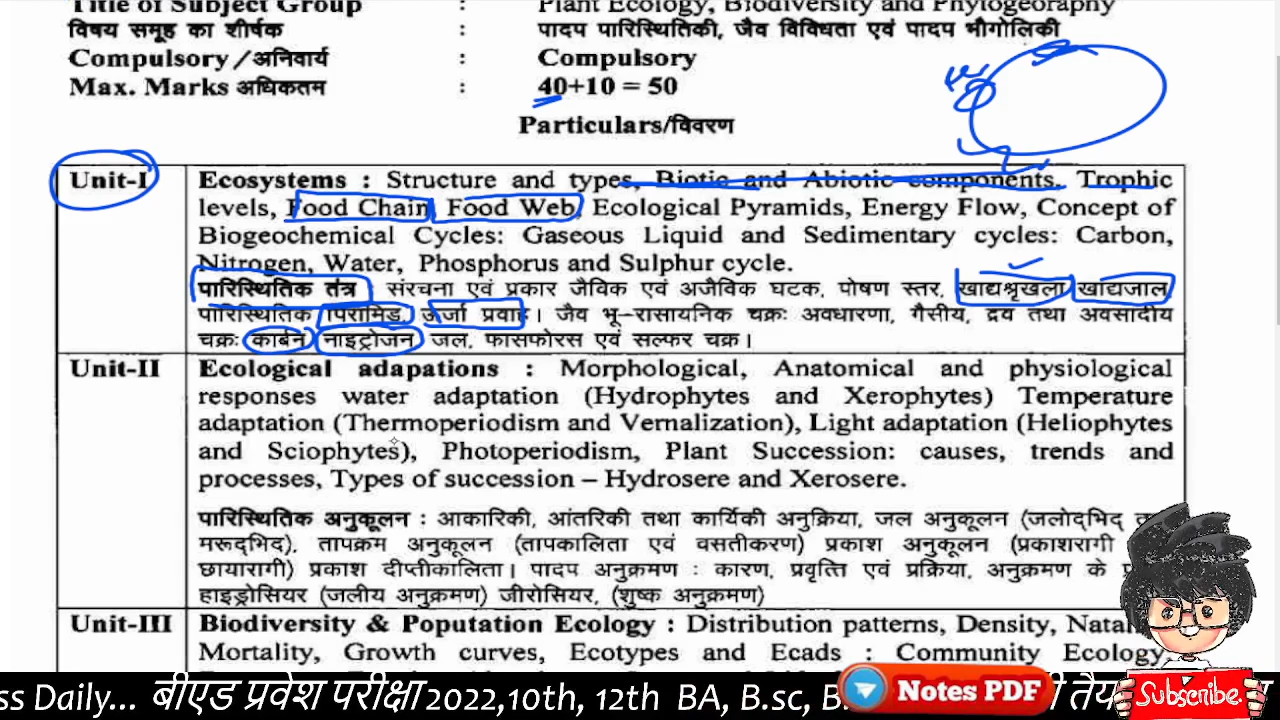 Title of Subject Group : Plant Ecology, Biodiversity and Phytogeoraphy
विषय समूह का शीर्षक : पादप पारिस्थितिकी, जैव विविधता एवं पादप भौगोलिकी
Compulsory/अनिवार्य : Compulsory
Max. Marks अधिकतम : 40+10 = 50
Particulars/विवरण
Unit-I Ecosystems : Structure and types, Biotic and Abiotic components, Trophic
levels, Food Chain, Food Web, Ecological Pyramids, Energy Flow, Concept of
Biogeochemical Cycles: Gaseous Liquid and Sedimentary cycles: Carbon,
Nitrogen, Water, Phosphorus and Sulphur cycle.
पारिस्थितिक तंत्र संरचना एवं प्रकार जैविक एवं अजैविक घटक, पोषण स्तर, खाद्यश्रृखला खाद्यजाल,
पारिस्थितिक पिरामिड, ऊर्जा प्रवाह। जैव भू–रासायनिक चक्रः अवधारणा, गैसीय, द्रव तथा अवसादीय
चक्रः कार्बन नाइट्रोजन जल, फासफोरस एवं सल्फर चक्र।
Unit-II Ecological adapations : Morphological, Anatomical and physiological
responses water adaptation (Hydrophytes and Xerophytes) Temperature
adaptation (Thermoperiodism and Vernalization), Light adaptation (Heliophytes
and Sciophytes), Photoperiodism, Plant Succession: causes, trends and
processes, Types of succession – Hydrosere and Xerosere.
पारिस्थितिक अनुकूलन : आकारिकी, आंतरिकी तथा कार्यिकी अनुक्रिया, जल अनुकूलन (जलोद्भिद्
मरूद्भिद), तापक्रम अनुकूलन (तापकालिता एवं वसतीकरण) प्रकाश अनुकूलन (प्रकाशरागी
छायारागी) प्रकाश दीप्तीकालिता। पादप अनुक्रमण : कारण, प्रवृत्ति एवं प्रक्रिया, अनुक्रमण के
हाइड्रोसियर (जलीय अनुक्रमण) जीरोसियर, (शुष्क अनुक्रमण)
Unit-III Biodiversity & Population Ecology : Distribution patterns, Density,
Mortality, Growth curves, Ecotypes and Ecads : Community Ecology,
ss Daily... बीएड प्रवेश परीक्षा 2022,10th, 12th BA, B.sc,
Notes PDF
Subscribe